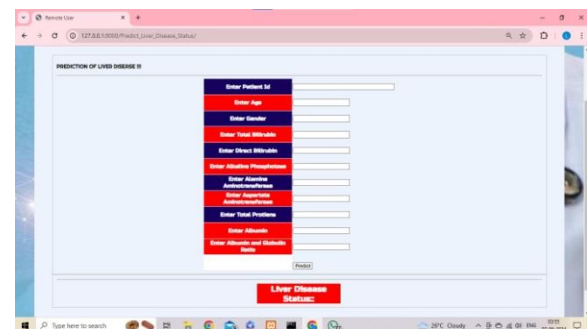 Remote User
127.0.0.1:8000/Predict_Liver_Disease_Status/
PREDICTION OF LIVER DISERSE !!!
Enter Patient Id
Enter Age
Enter Gender
Enter Total Bilirubin
Enter Direct Bilirubin
Enter Alkaline Phosphotase
Enter Alamine
Aminotransferase
Enter Aspartate
Aminotransferase
Enter Total Protiens
Enter Albumin
Enter Albumin and Globulin
Ratio
Predict
Liver Disease
Status::
Type here to search
28°C Cloudy
ENG